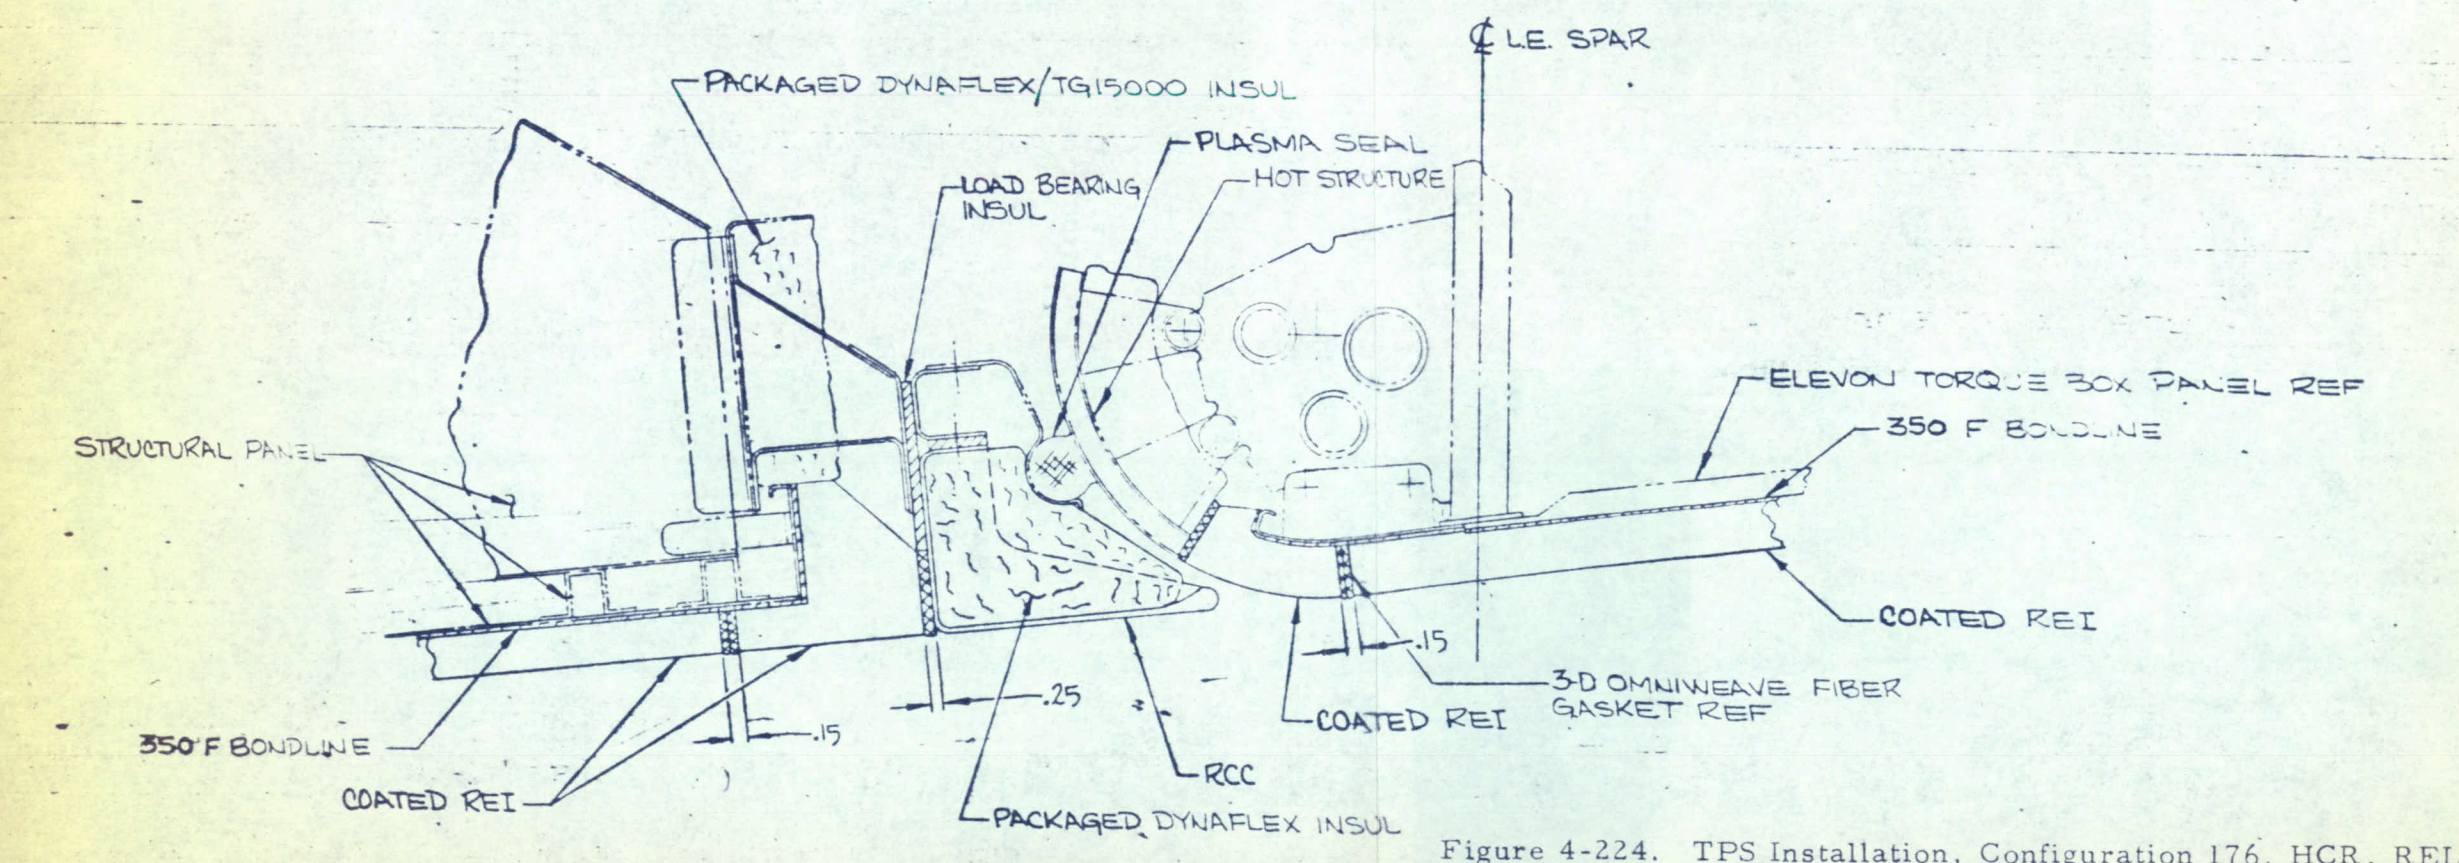 ℄ L.E. SPAR
PACKAGED DYNAFLEX/TG15000 INSUL
PLASMA SEAL
HOT STRUCTURE
LOAD BEARING
INSUL
ELEVON TORQUE BOX PANEL REF
350 F BONDLINE
STRUCTURAL PANEL
COATED REI
.15
3-D OMNIWEAVE FIBER
GASKET REF
COATED REI
.25
.15
350°F BONDLINE
RCC
COATED REI
PACKAGED DYNAFLEX INSUL
Figure 4-224. TPS Installation, Configuration 176, HCR, REI